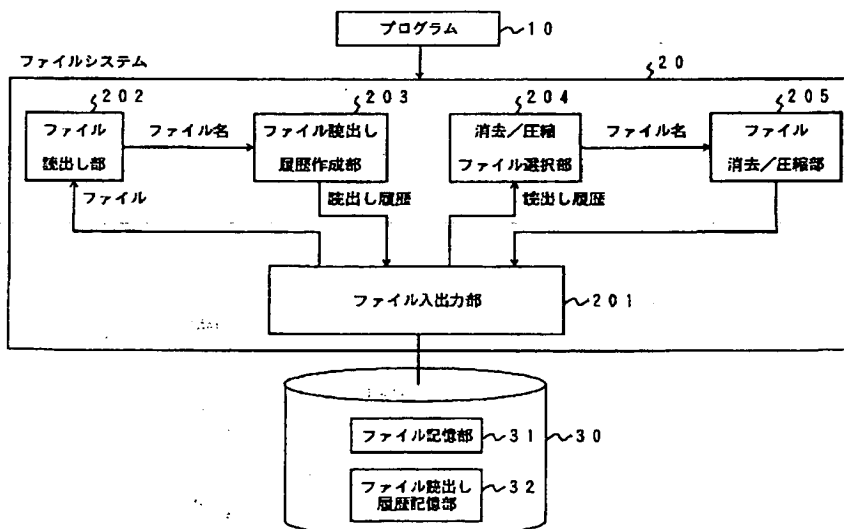 プログラム
10
ファイルシステム
20
202
203
204
205
ファイル
読出し部
ファイル名
ファイル読出し
履歴作成部
消去／圧縮
ファイル選択部
ファイル名
ファイル
消去／圧縮部
ファイル
読出し履歴
読出し履歴
ファイル入出力部
201
ファイル記憶部
31
30
ファイル読出し
履歴記憶部
32